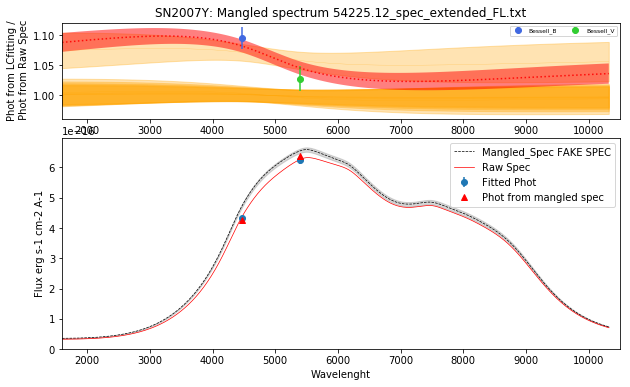 SN2007Y: Mangled spectrum 54225.12_spec_extended_FL.txt
Phot from LCfitting /
Phot from Raw Spec
1.10
1.05
1.00
Bessell_B
Bessell_V
2000 3000 4000 5000 6000 7000 8000 9000 10000
Flux erg s-1 cm-2 A-1
6
5
4
3
2
1
0
Mangled_Spec FAKE SPEC
Raw Spec
Fitted Phot
Phot from mangled spec
2000 3000 4000 5000 6000 7000 8000 9000 10000
Wavelenght